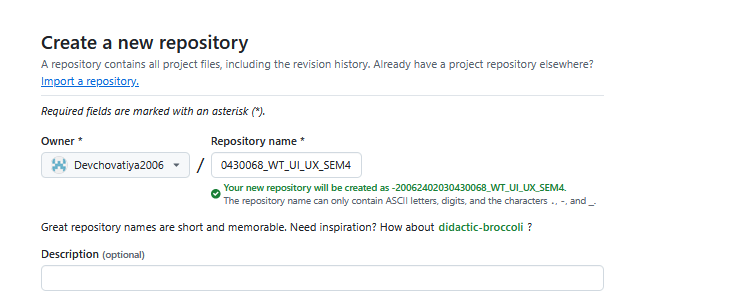 Create a new repository
A repository contains all project files, including the revision history. Already have a project repository elsewhere?
Import a repository.
Required fields are marked with an asterisk (*).
Owner * Repository name *
Devchovatiya2006 / 0430068_WT_UI_UX_SEM4
Your new repository will be created as -20062402030430068_WT_UI_UX_SEM4.
The repository name can only contain ASCII letters, digits, and the characters ., -, and _.
Great repository names are short and memorable. Need inspiration? How about didactic-broccoli ?
Description (optional)